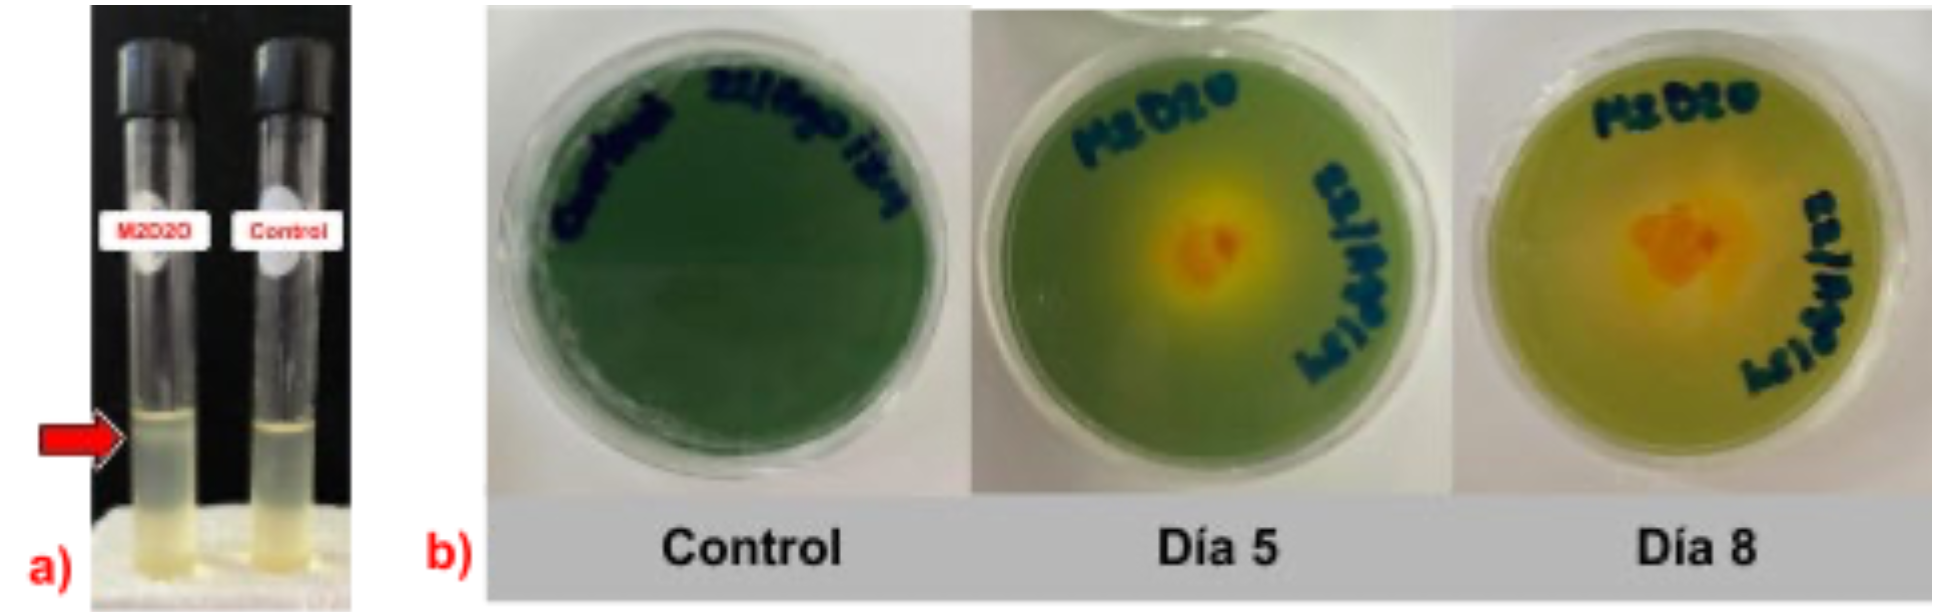 M2D2O
Control
a)
b)
Control
M2D20
M2D20
Control
Día 5
Día 8